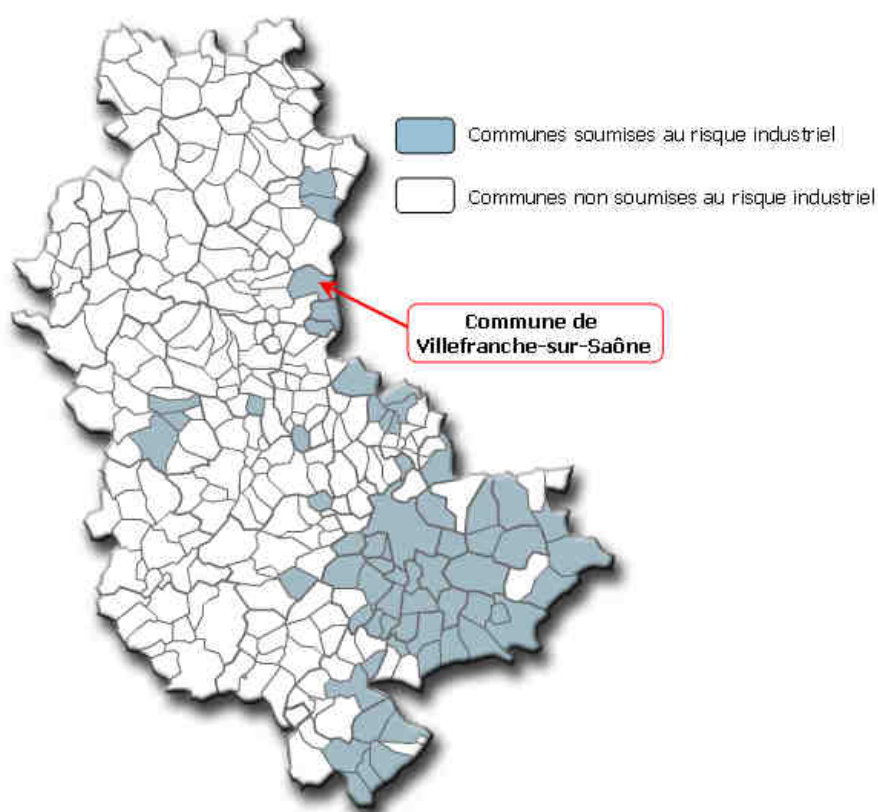 Communes soumises au risque industriel
Communes non soumises au risque industriel
Commune de
Villefranche-sur-Saône